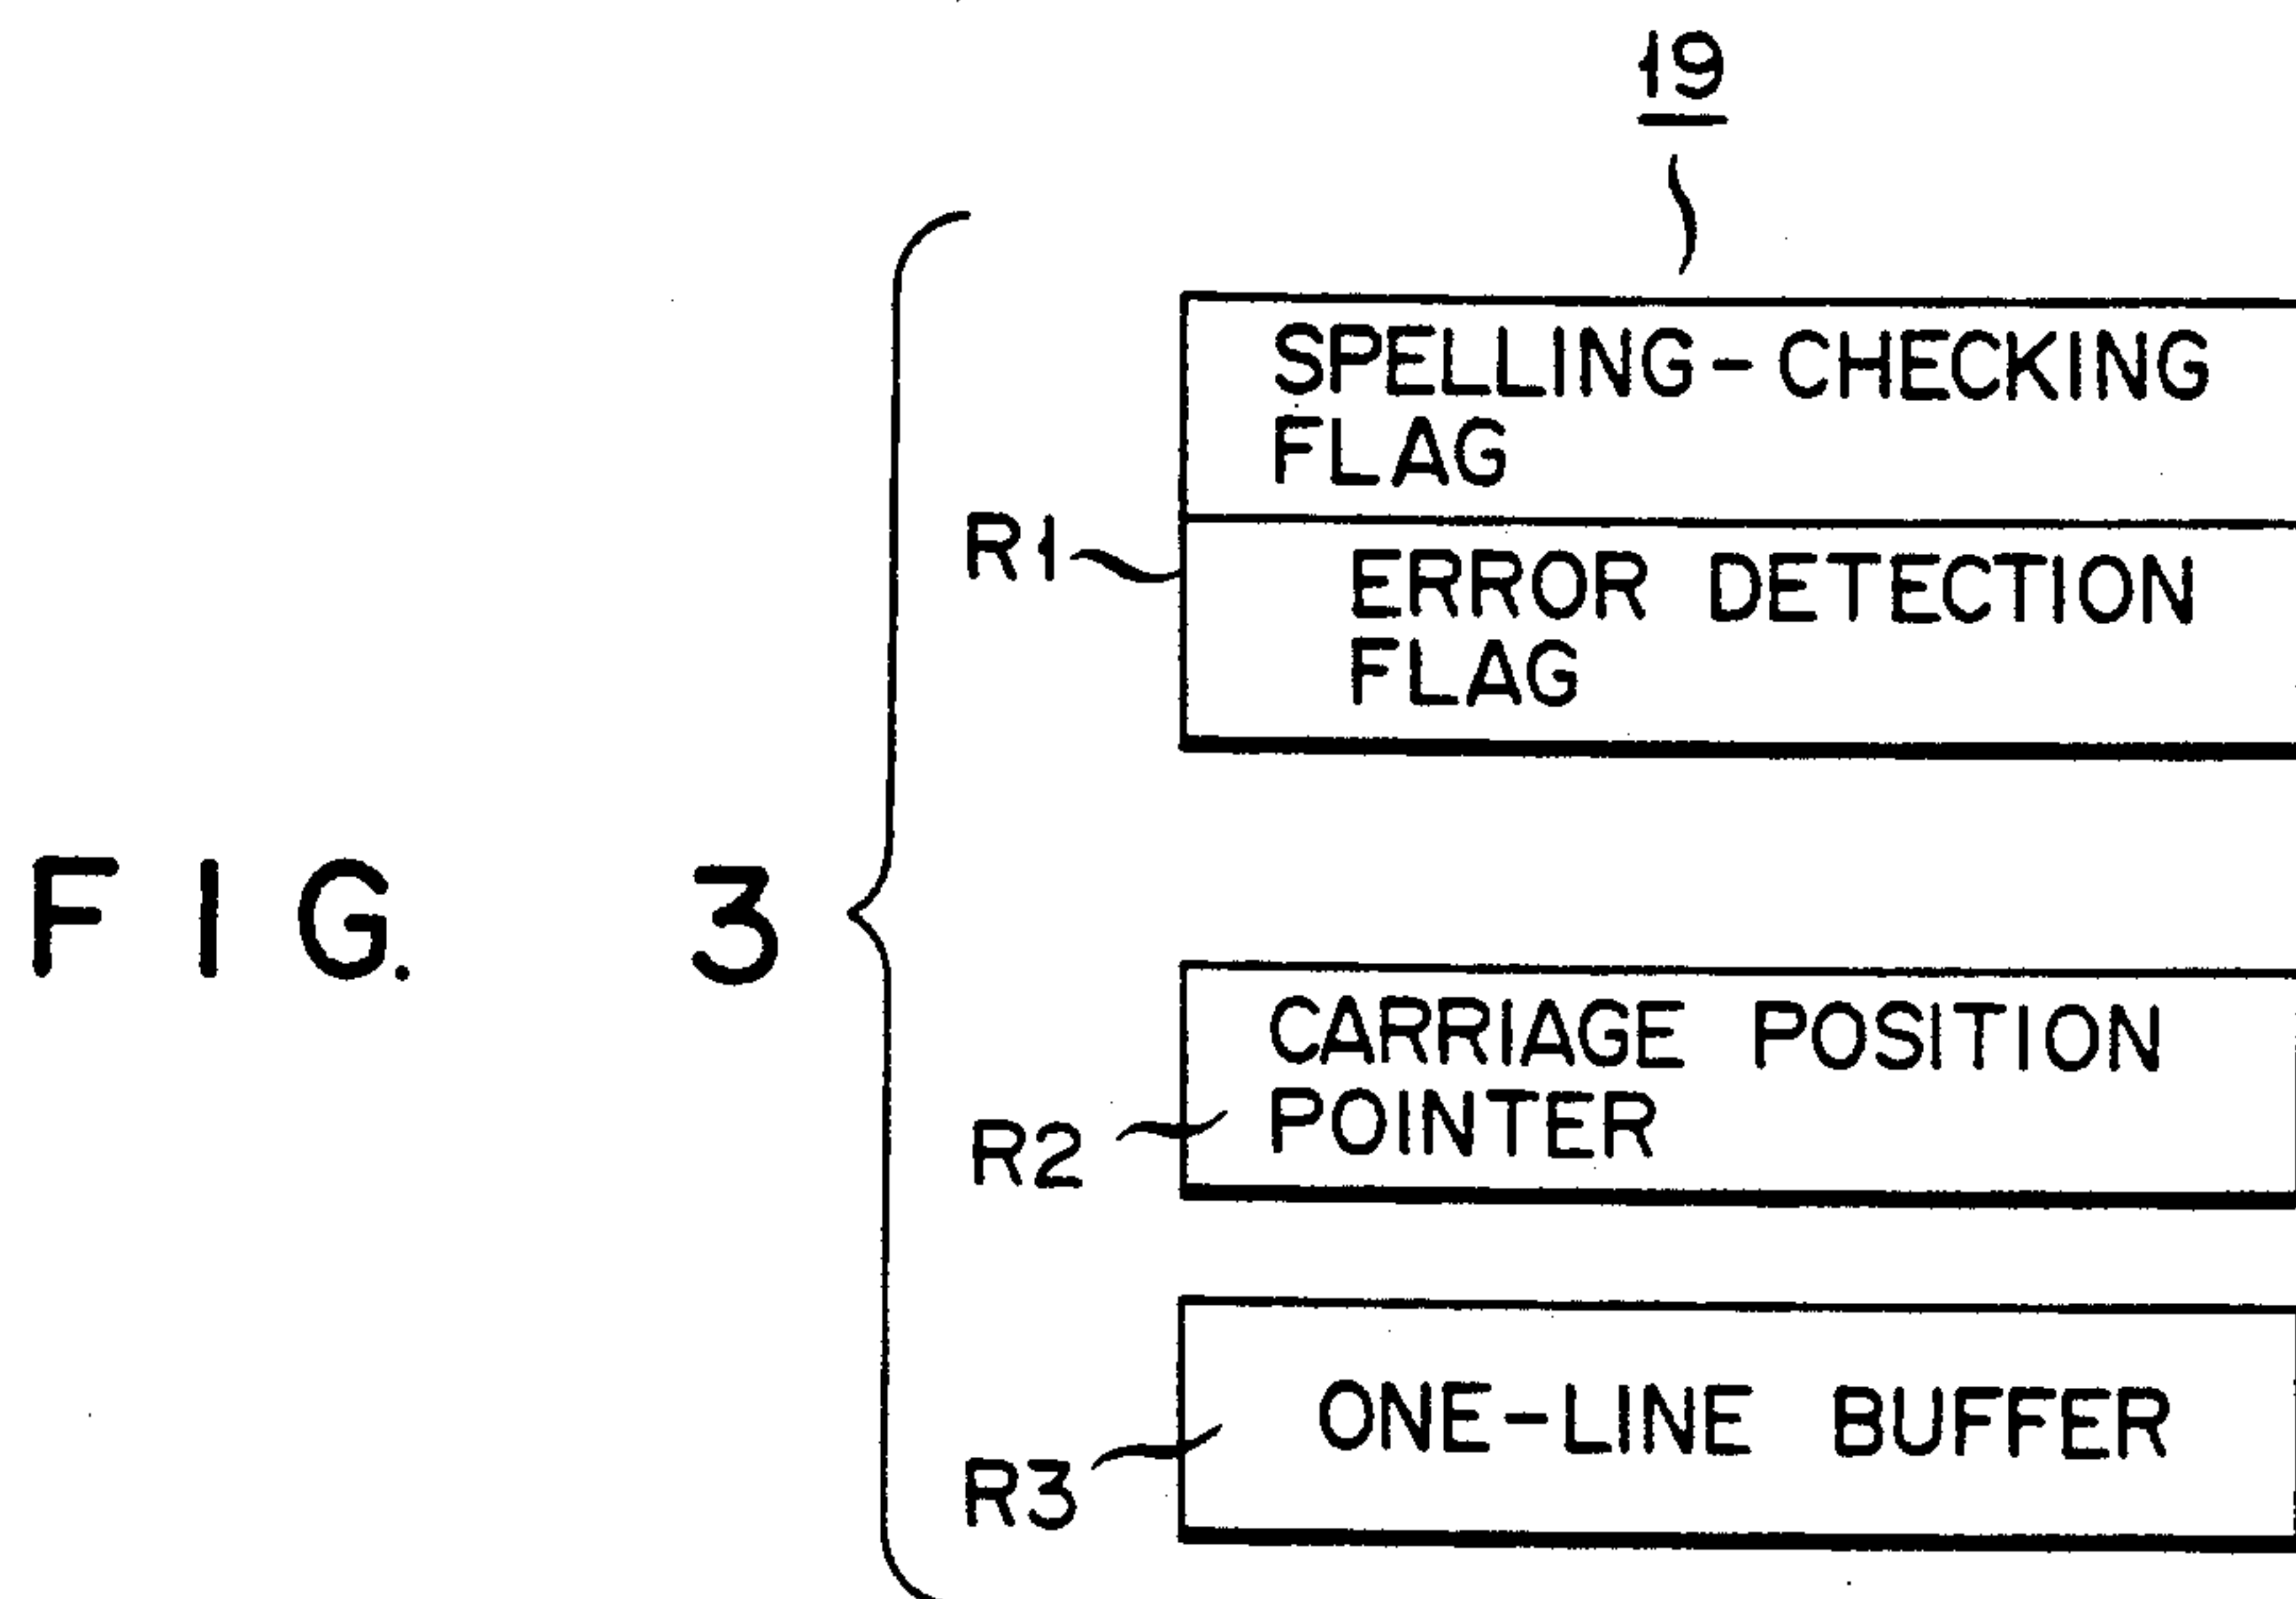 19
SPELLING-CHECKING
FLAG
R1
ERROR DETECTION
FLAG
FIG. 3
CARRIAGE POSITION
POINTER
R2
ONE-LINE BUFFER
R3